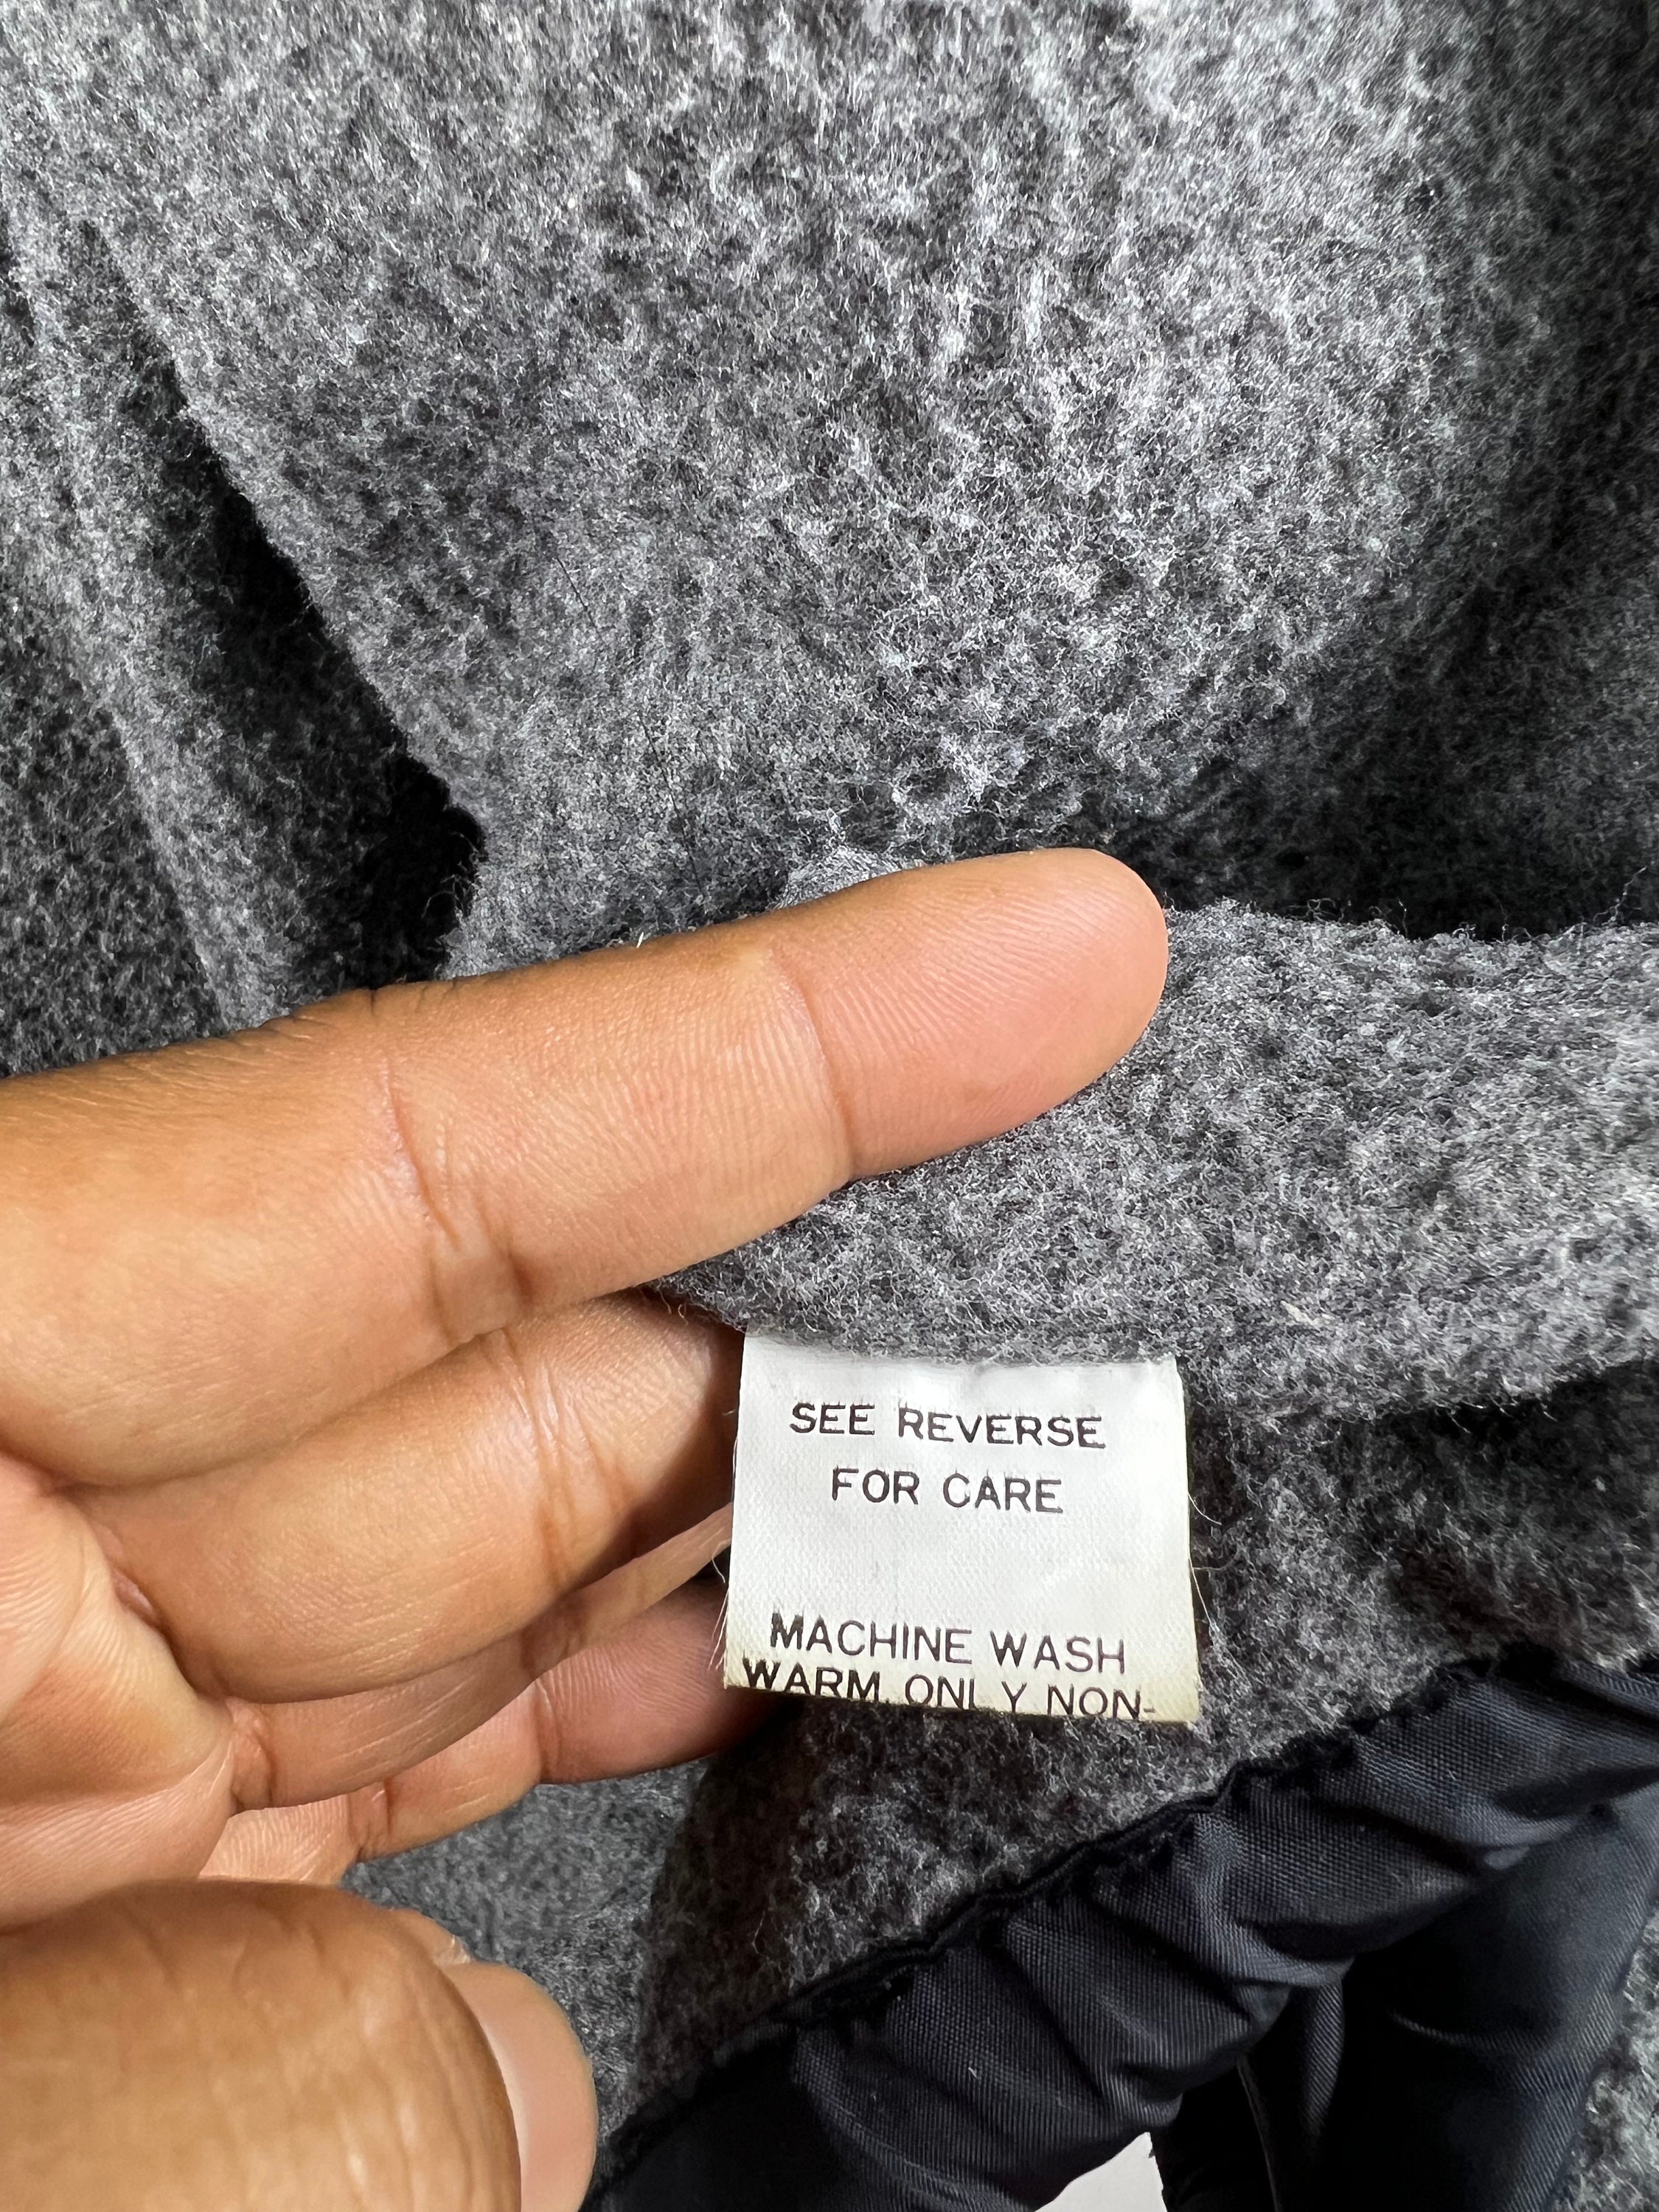 SEE REVERSE
FOR CARE
MACHINE WASH
WARM ONLY NON-